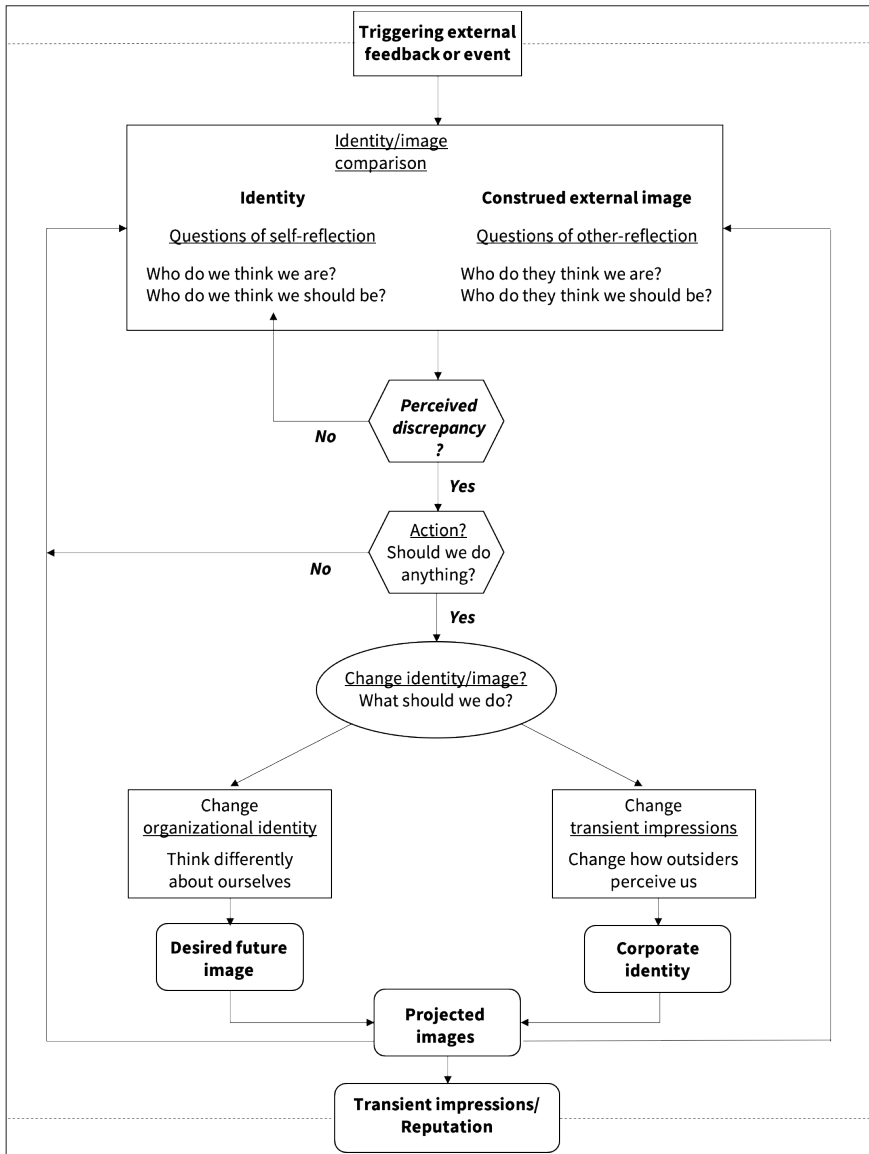 Triggering external
feedback or event
Identity/image
comparison
Identity
Construed external image
Questions of self-reflection
Questions of other-reflection
Who do we think we are?
Who do we think we should be?
Who do they think we are?
Who do they think we should be?
Perceived
discrepancy
?
No
Yes
Action?
Should we do
anything?
No
Yes
Change identity/image?
What should we do?
Change
organizational identity
Think differently
about ourselves
Change
transient impressions
Change how outsiders
perceive us
Desired future
image
Corporate
identity
Projected
images
Transient impressions/
Reputation